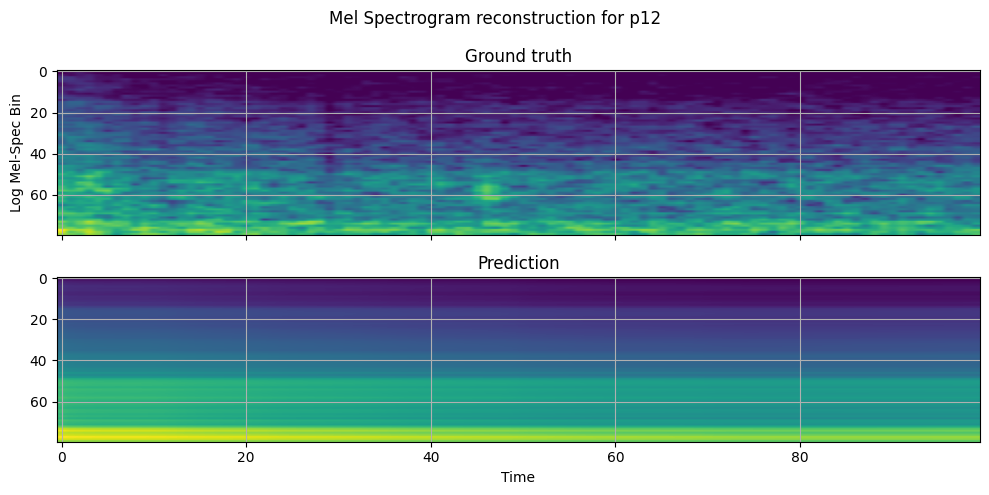 Mel Spectrogram reconstruction for p12
Ground truth
Log Mel-Spec Bin
0
20
40
60
Prediction
0
20
40
60
0 20 40 60 80
Time